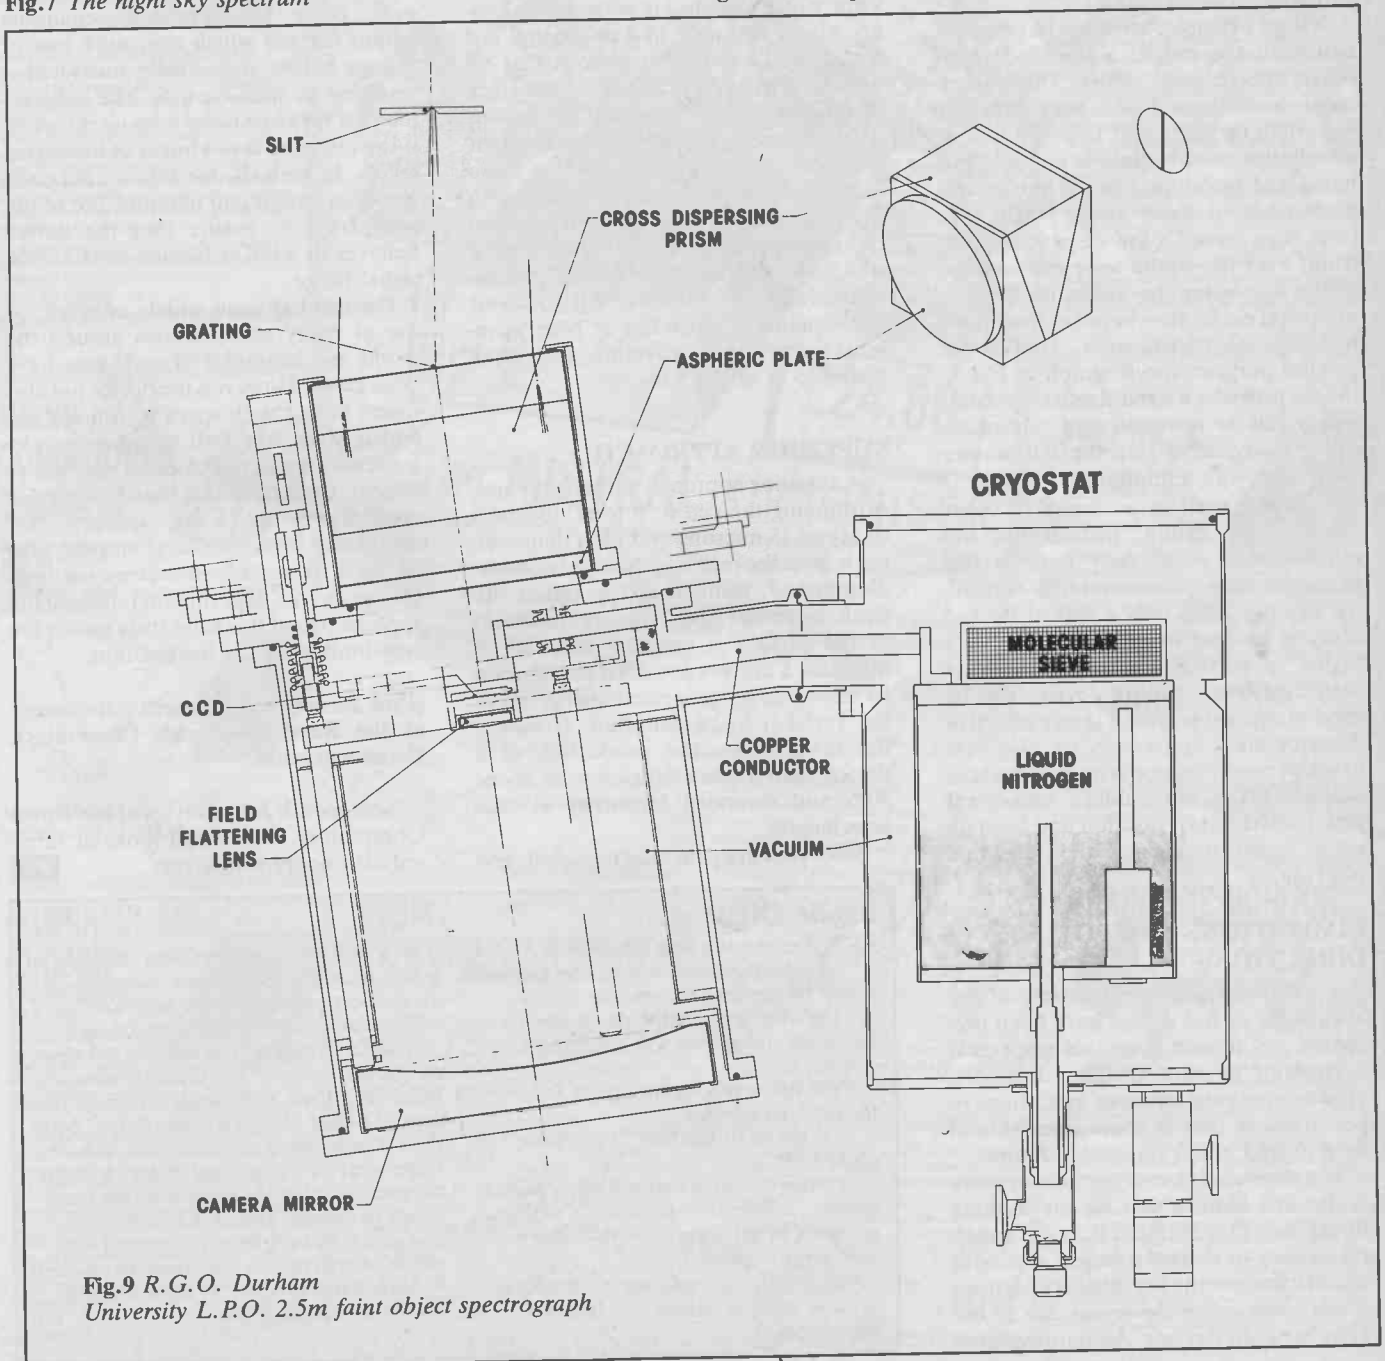 Fig.7 The night sky spectrum
SLIT
CROSS DISPERSING
PRISM
GRATING
ASPHERIC PLATE
CRYOSTAT
MOLECULAR
SIEVE
CCD
COPPER
CONDUCTOR
LIQUID
NITROGEN
FIELD
FLATTENING
LENS
VACUUM
CAMERA MIRROR
Fig.9 R.G.O. Durham
University L.P.O. 2.5m faint object spectrograph